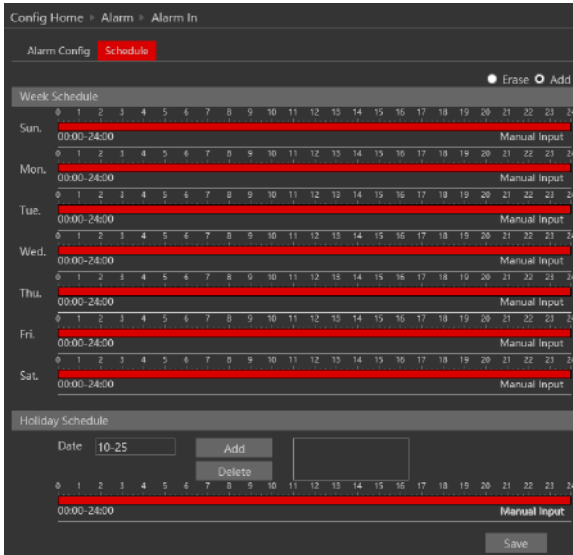 Config Home ▸ Alarm ▸ Alarm In
Alarm Config Schedule
Erase Add
Week Schedule
0 1 2 3 4 5 6 7 8 9 10 11 12 13 14 15 16 17 18 19 20 21 22 23 24
Sun.
00:00-24:00 Manual Input
0 1 2 3 4 5 6 7 8 9 10 11 12 13 14 15 16 17 18 19 20 21 22 23 24
Mon.
00:00-24:00 Manual Input
0 1 2 3 4 5 6 7 8 9 10 11 12 13 14 15 16 17 18 19 20 21 22 23 24
Tue.
00:00-24:00 Manual Input
0 1 2 3 4 5 6 7 8 9 10 11 12 13 14 15 16 17 18 19 20 21 22 23 24
Wed.
00:00-24:00 Manual Input
0 1 2 3 4 5 6 7 8 9 10 11 12 13 14 15 16 17 18 19 20 21 22 23 24
Thu.
00:00-24:00 Manual Input
0 1 2 3 4 5 6 7 8 9 10 11 12 13 14 15 16 17 18 19 20 21 22 23 24
Fri.
00:00-24:00 Manual Input
0 1 2 3 4 5 6 7 8 9 10 11 12 13 14 15 16 17 18 19 20 21 22 23 24
Sat.
00:00-24:00 Manual Input
Holiday Schedule
Date 10-25 Add
Delete
0 1 2 3 4 5 6 7 8 9 10 11 12 13 14 15 16 17 18 19 20 21 22 23 24
00:00-24:00 Manual Input
Save